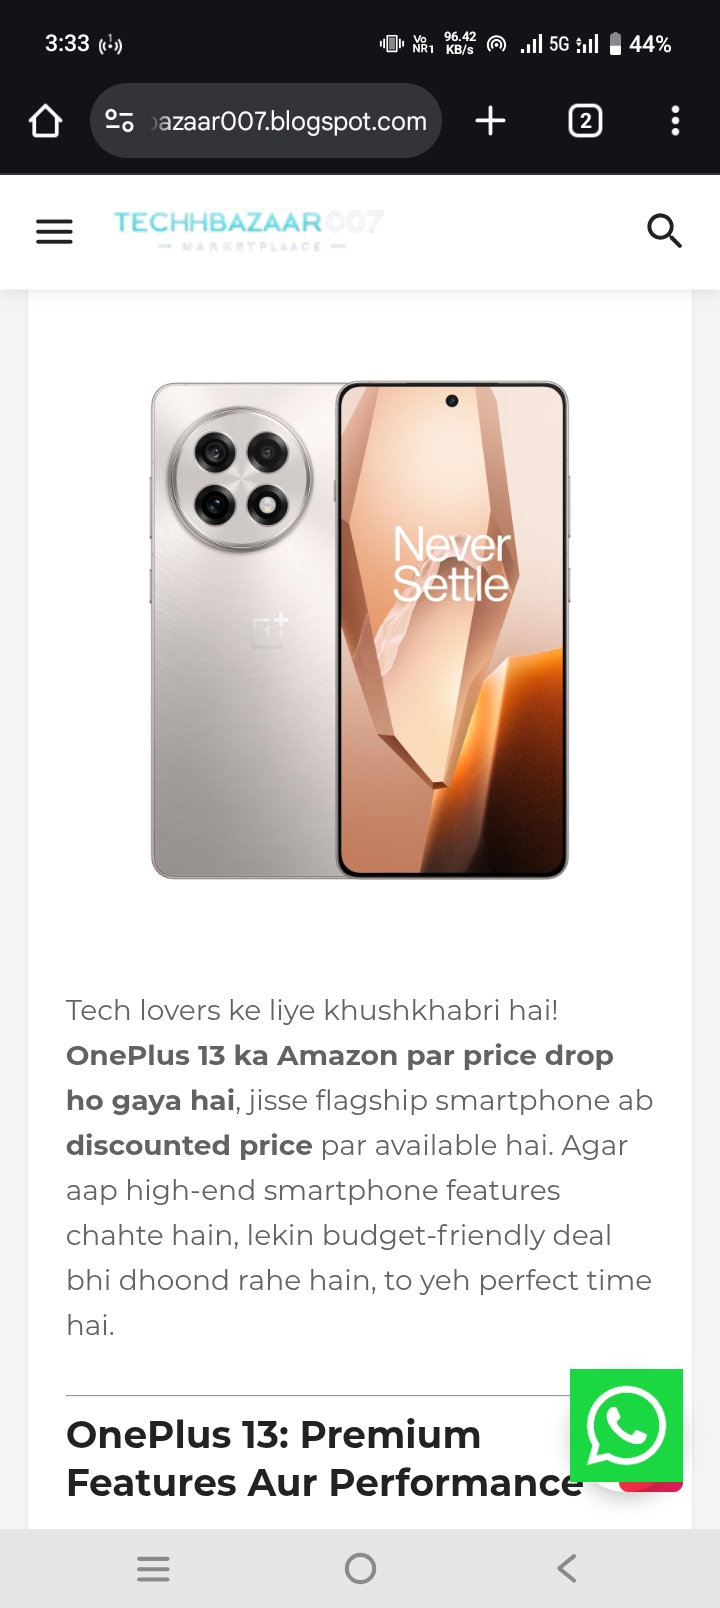 3:33
Vo
NR1
96.42
KB/s
5G
44%
bazaar007.blogspot.com
2
TECHHBAZAAR 007
MARKETPLAACE
Never
Settle
Tech lovers ke liye khushkhabri hai!
OnePlus 13 ka Amazon par price drop
ho gaya hai, jisse flagship smartphone ab
discounted price par available hai. Agar
aap high-end smartphone features
chahte hain, lekin budget-friendly deal
bhi dhoond rahe hain, to yeh perfect time
hai.
OnePlus 13: Premium
Features Aur Performance